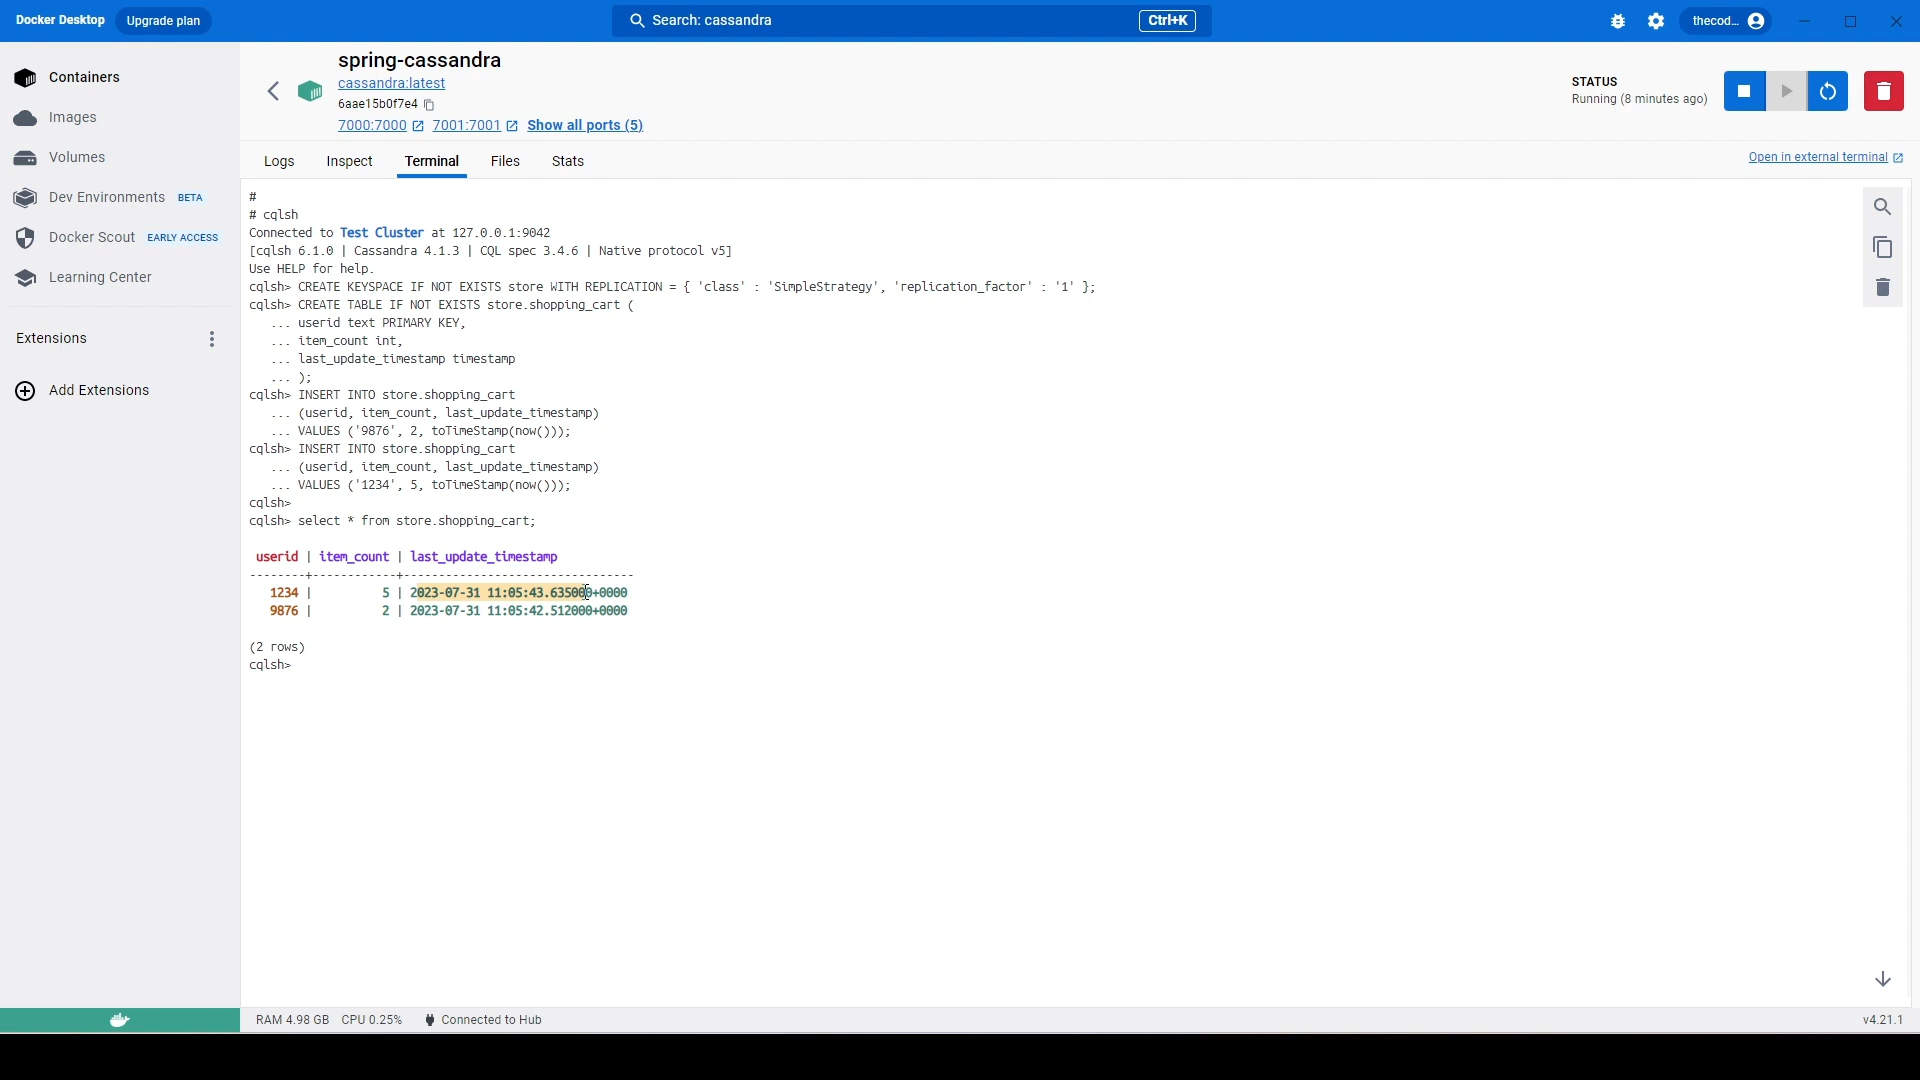 Docker Desktop Upgrade plan Search: cassandra Ctrl+K thecod...
Containers
Images
Volumes
Dev Environments BETA
Docker Scout EARLY ACCESS
Learning Center
Extensions
Add Extensions
spring-cassandra
cassandra:latest
6aae15b0f7e4
7000:7000 7001:7001 Show all ports (5)
STATUS
Running (8 minutes ago)
Logs Inspect Terminal Files Stats
Open in external terminal
#
# cqlsh
Connected to Test Cluster at 127.0.0.1:9042
[cqlsh 6.1.0 | Cassandra 4.1.3 | CQL spec 3.4.6 | Native protocol v5]
Use HELP for help.
cqlsh> CREATE KEYSPACE IF NOT EXISTS store WITH REPLICATION = { 'class' : 'SimpleStrategy', 'replication_factor' : '1' };
cqlsh> CREATE TABLE IF NOT EXISTS store.shopping_cart (
... userid text PRIMARY KEY,
... item_count int,
... last_update_timestamp timestamp
... );
cqlsh> INSERT INTO store.shopping_cart
... (userid, item_count, last_update_timestamp)
... VALUES ('9876', 2, toTimeStamp(now()));
cqlsh> INSERT INTO store.shopping_cart
... (userid, item_count, last_update_timestamp)
... VALUES ('1234', 5, toTimeStamp(now()));
cqlsh>
cqlsh> select * from store.shopping_cart;
userid | item_count | last_update_timestamp
--------+------------+---------------------------------
1234 | 5 | 2023-07-31 11:05:43.635000+0000
9876 | 2 | 2023-07-31 11:05:42.512000+0000
(2 rows)
cqlsh>
RAM 4.98 GB CPU 0.25% Connected to Hub v4.21.1